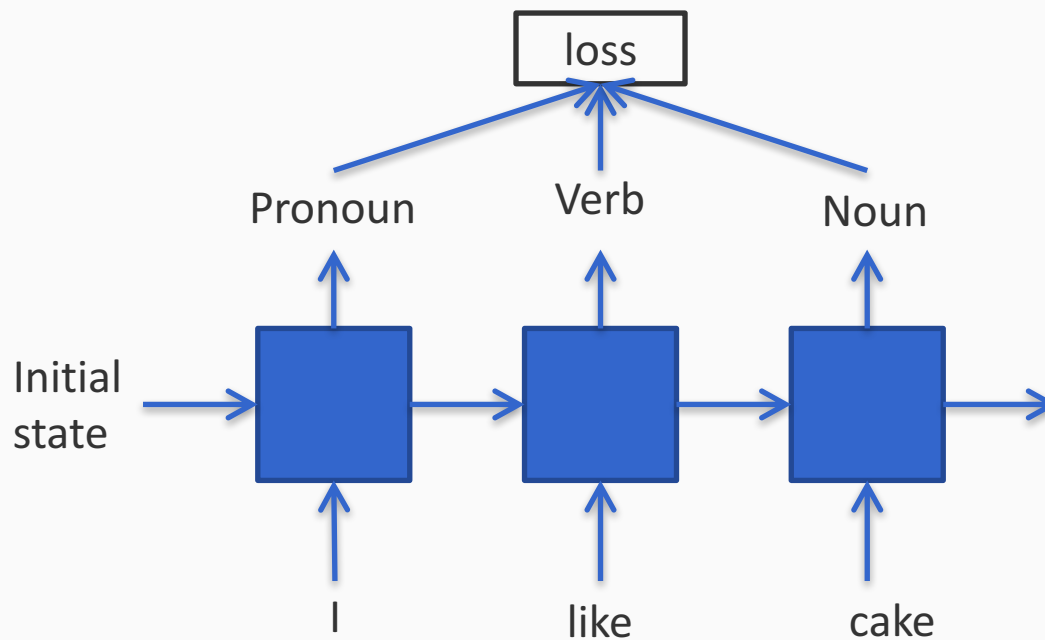 loss
Pronoun
Verb
Noun
Initial
state
I
like
cake